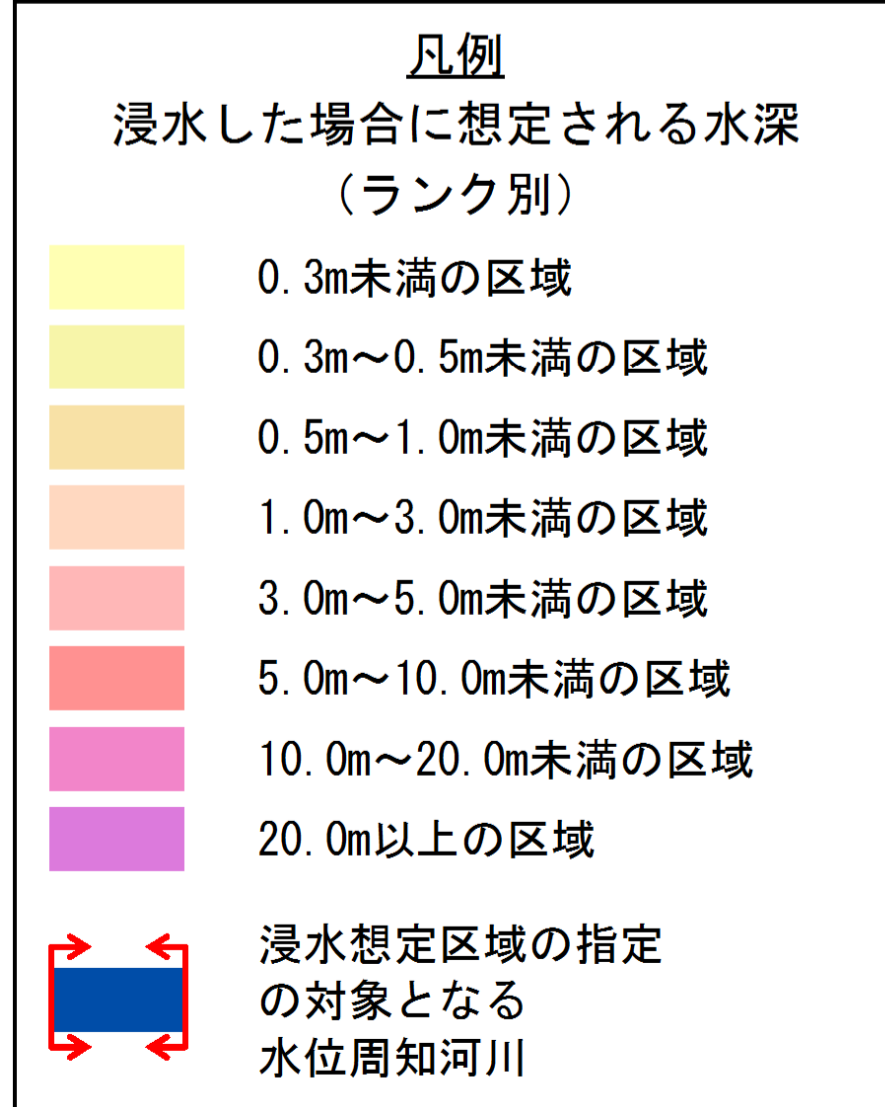 凡例
浸水した場合に想定される水深
（ランク別）
0.3m未満の区域
0.3m～0.5m未満の区域
0.5m～1.0m未満の区域
1.0m～3.0m未満の区域
3.0m～5.0m未満の区域
5.0m～10.0m未満の区域
10.0m～20.0m未満の区域
20.0m以上の区域
浸水想定区域の指定
の対象となる
水位周知河川